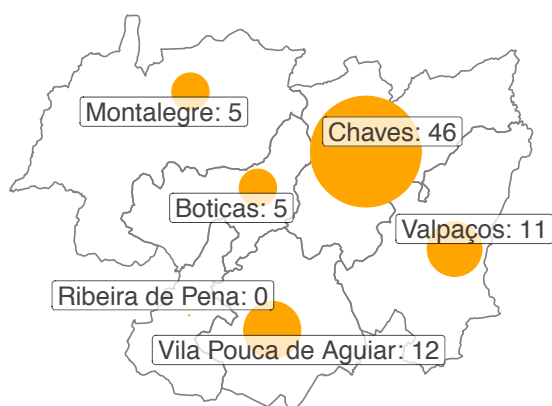 Montalegre: 5
Chaves: 46
Boticas: 5
Valpaços: 11
Ribeira de Pena: 0
Vila Pouca de Aguiar: 12